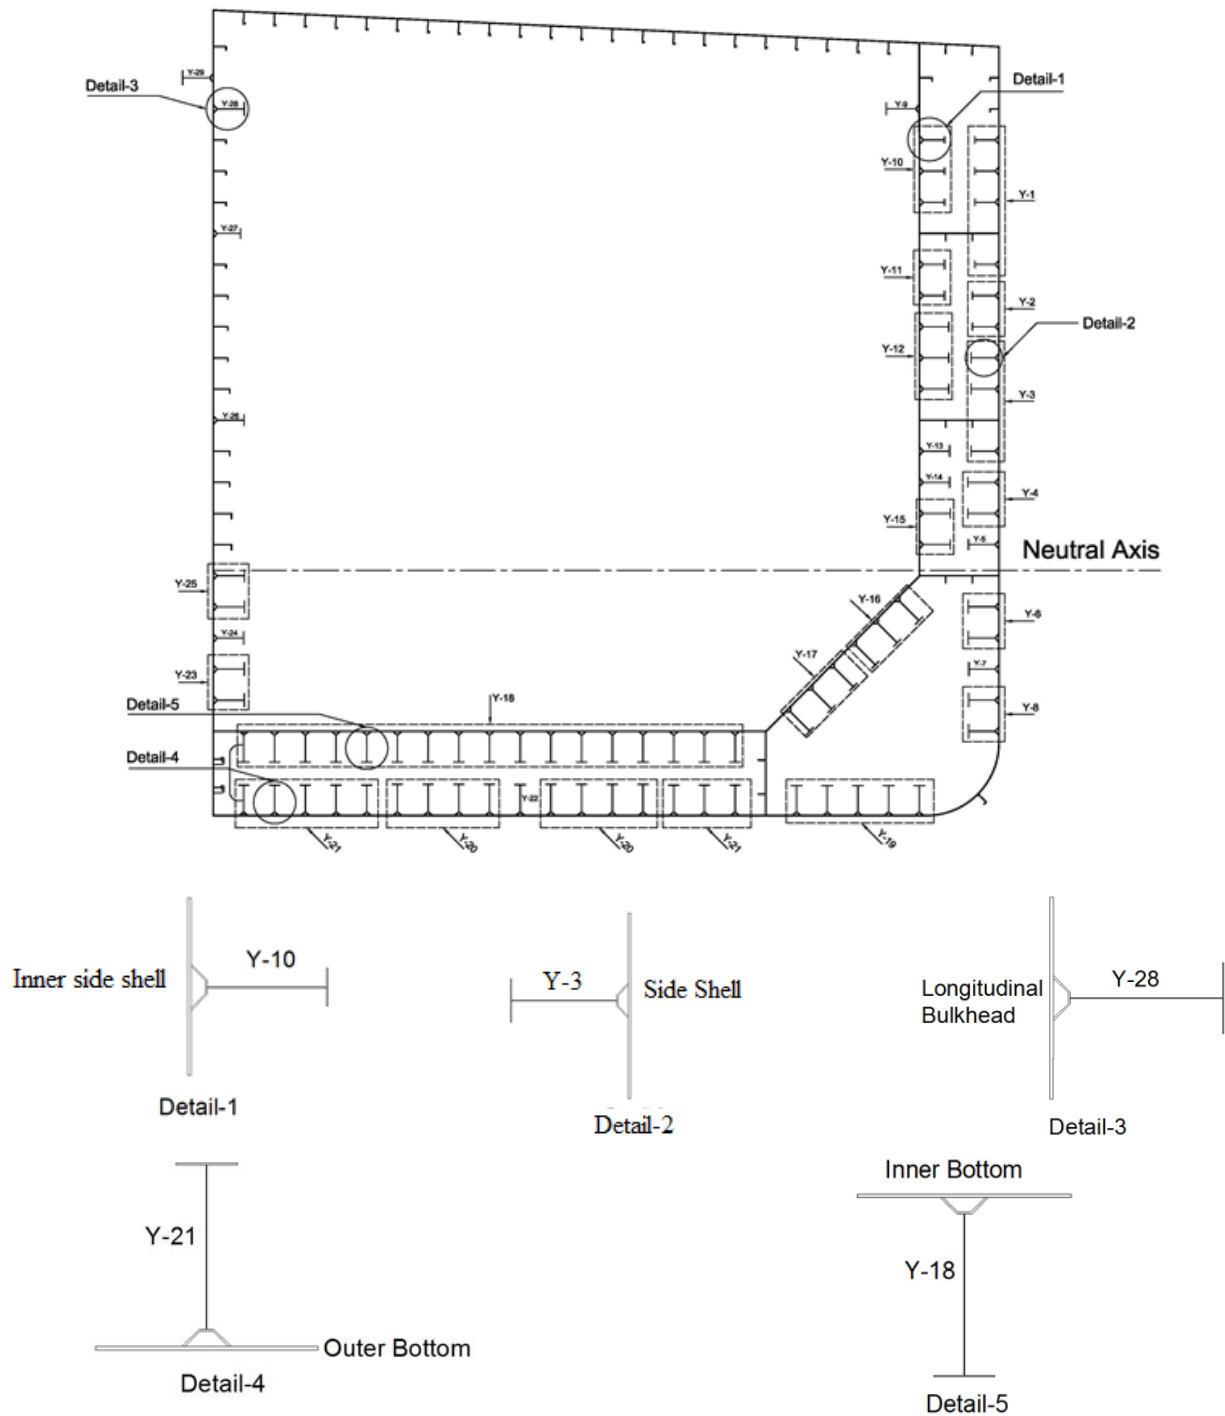 Y-29
Detail-3
Y-28
Detail-1
Y-9
Y-10
Y-1
Y-27
Y-11
Y-2
Detail-2
Y-12
Y-3
Y-26
Y-13
Y-14
Y-4
Y-15
Y-5
Neutral Axis
Y-25
Y-16
Y-6
Y-24
Y-17
Y-7
Y-23
Y-18
Detail-5
Y-8
Detail-4
Y-22
Y-21
Y-20
Y-20
Y-21
Y-19
Inner side shell
Y-10
Detail-1
Y-3
Side Shell
Detail-2
Longitudinal
Bulkhead
Y-28
Detail-3
Y-21
Outer Bottom
Detail-4
Inner Bottom
Y-18
Detail-5